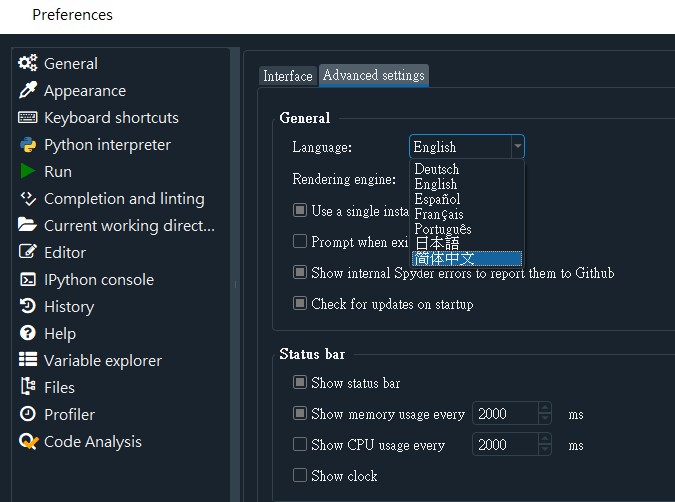 Preferences
General
Appearance
Keyboard shortcuts
Python interpreter
Run
Completion and linting
Current working direct...
Editor
IPython console
History
Help
Variable explorer
Files
Profiler
Code Analysis
Interface
Advanced settings
General
Language:
English
Deutsch
English
Español
Français
Português
日本語
简体中文
Rendering engine:
Use a single insta
Prompt when exi
Show internal Spyder errors to report them to Github
Check for updates on startup
Status bar
Show status bar
Show memory usage every 2000 ms
Show CPU usage every 2000 ms
Show clock